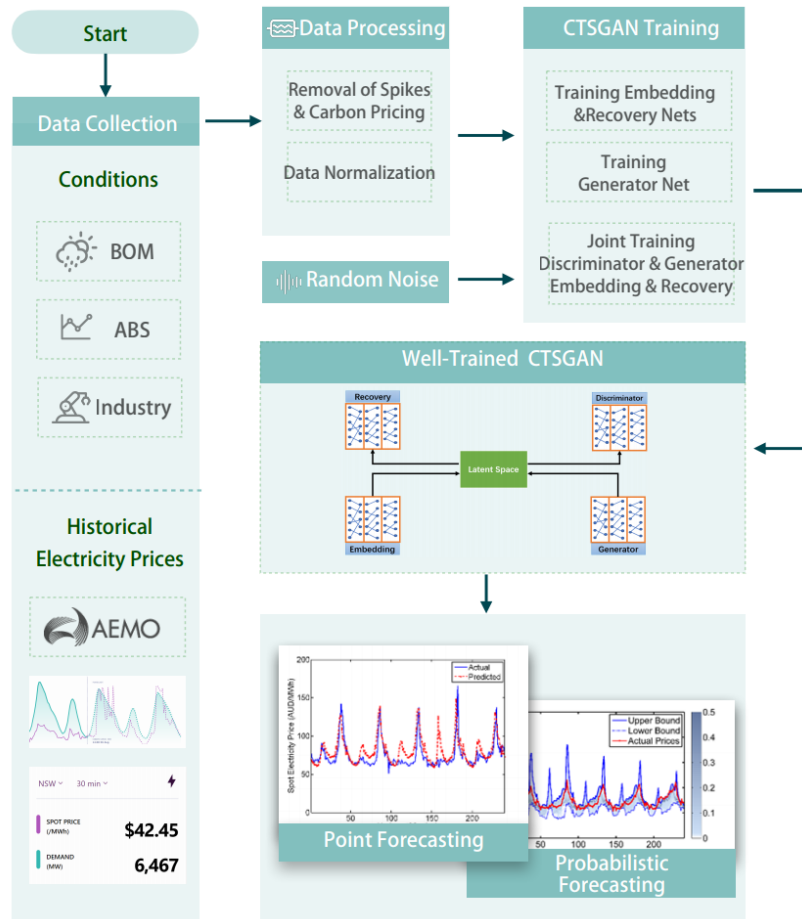 Start
Data Collection
Conditions
BOM
ABS
Industry
Historical
Electricity Prices
AEMO
NSW
30 min
SPOT PRICE
(/MWh)
$42.45
DEMAND
(MW)
6,467
Data Processing
Removal of Spikes
& Carbon Pricing
Data Normalization
Random Noise
CTSGAN Training
Training Embedding
&Recovery Nets
Training
Generator Net
Joint Training
Discriminator & Generator
Embedding & Recovery
Well-Trained CTSGAN
Recovery
Discriminator
Latent Space
Embedding
Generator
Spot Electricity Price (AUD/MWh)
200
150
100
50
0
50
100
150
200
Actual
Predicted
Point Forecasting
Upper Bound
Lower Bound
Actual Prices
50
100
150
200
0.5
0.4
0.3
0.2
0.1
0
Probabilistic
Forecasting